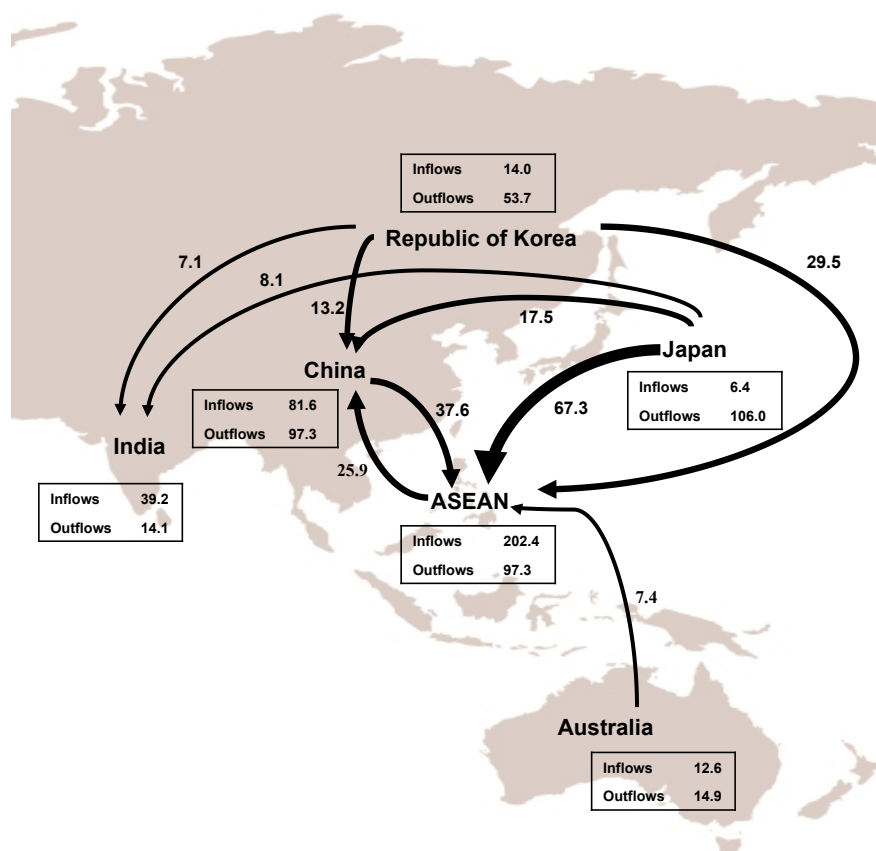 Inflows 14.0
Outflows 53.7
Republic of Korea
7.1
8.1
29.5
13.2
17.5
Japan
China
Inflows 6.4
Outflows 106.0
Inflows 81.6
Outflows 97.3
37.6
67.3
India
25.9
Inflows 39.2
Outflows 14.1
ASEAN
Inflows 202.4
Outflows 97.3
7.4
Australia
Inflows 12.6
Outflows 14.9